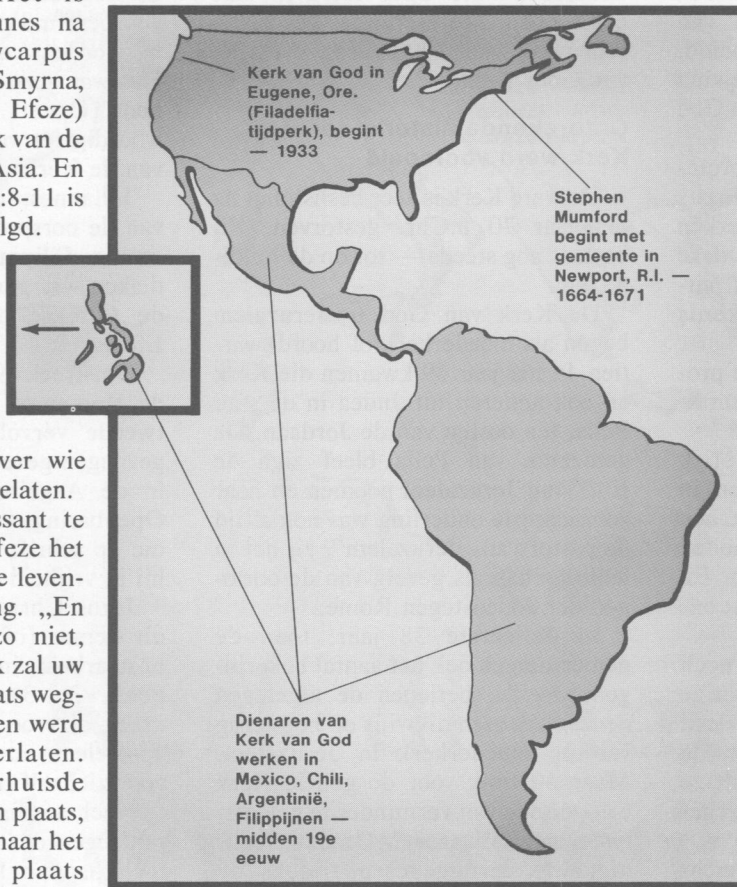 nnes na
ycarpus
Smyrna,
Efeze)
k van de
Asia. En
:8-11 is
lgd.
ver wie
elaten.
ssant te
feze het
e leven-
ng. „En
zo niet,
k zal uw
ats weg-
en werd
erlaten.
rhuisde
n plaats,
naar het
plaats
Kerk van God in
Eugene, Ore.
(Filadelfia-
tijdperk), begint
— 1933
Stephen
Mumford
begint met
gemeente in
Newport, R.I. —
1664-1671
Dienaren van
Kerk van God
werken in
Mexico, Chili,
Argentinië,
Filippijnen —
midden 19e
eeuw